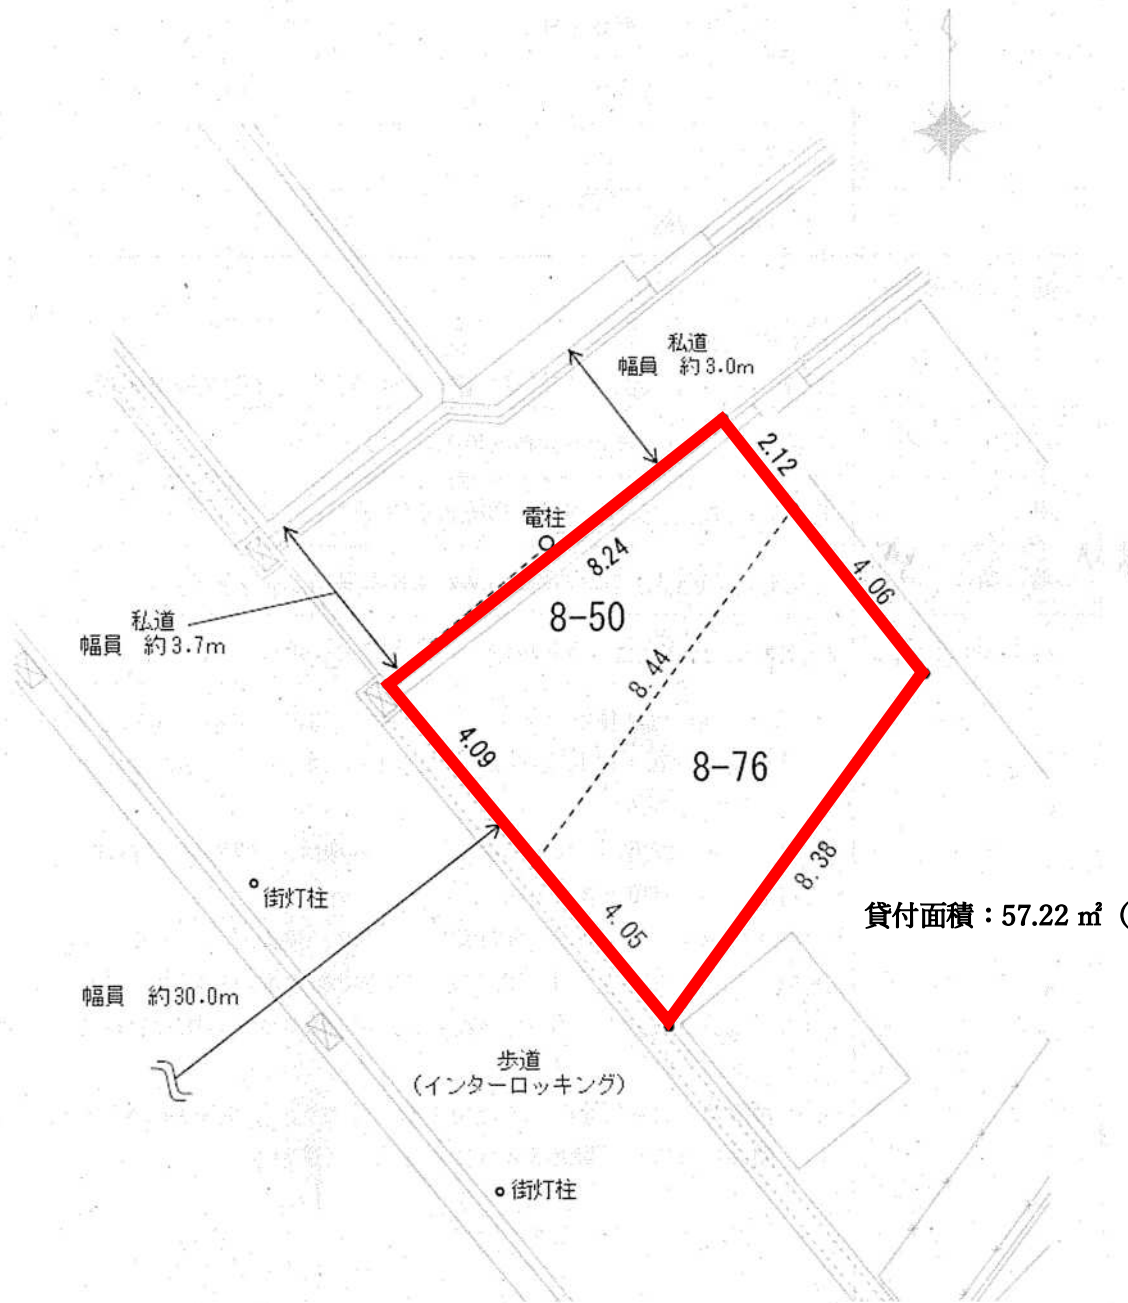 私道
幅員 約3.0m
2.12
電柱
8.24
4.06
8-50
私道
幅員 約3.7m
8.44
4.09
8-76
8.38
街灯柱
4.05
貸付面積：57.22 ㎡（
幅員 約30.0m
歩道
(インターロッキング)
街灯柱